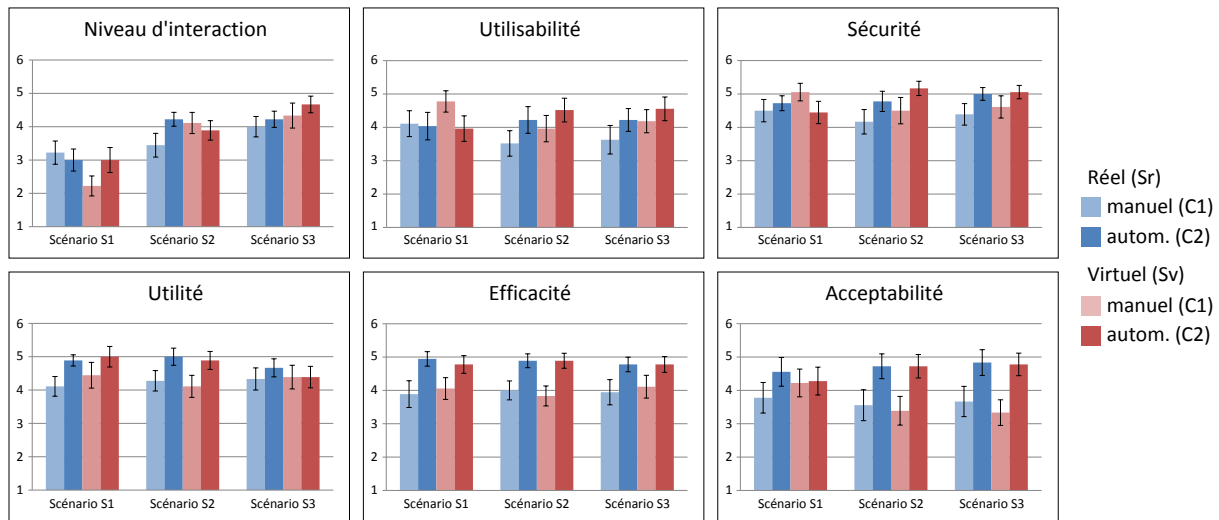 Niveau d'interaction
6
5
4
3
2
1
Scénario S1 Scénario S2 Scénario S3
Utilisabilité
6
5
4
3
2
1
Scénario S1 Scénario S2 Scénario S3
Sécurité
6
5
4
3
2
1
Scénario S1 Scénario S2 Scénario S3
Réel (Sr)
manuel (C1)
autom. (C2)
Virtuel (Sv)
manuel (C1)
autom. (C2)
Utilité
6
5
4
3
2
1
Scénario S1 Scénario S2 Scénario S3
Efficacité
6
5
4
3
2
1
Scénario S1 Scénario S2 Scénario S3
Acceptabilité
6
5
4
3
2
1
Scénario S1 Scénario S2 Scénario S3